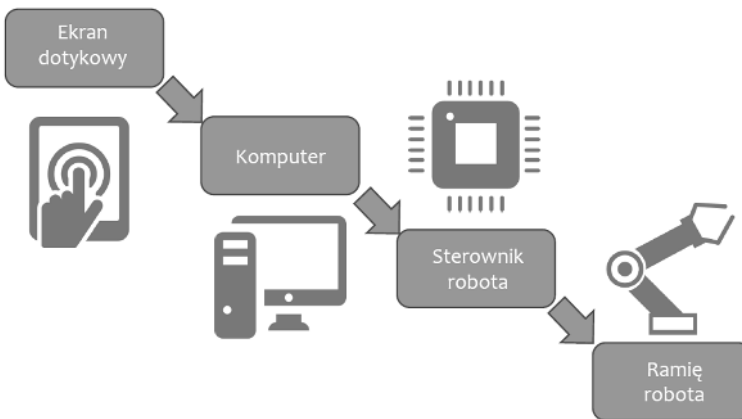 Ekran
dotykowy
Komputer
Sterownik
robota
Ramię
robota